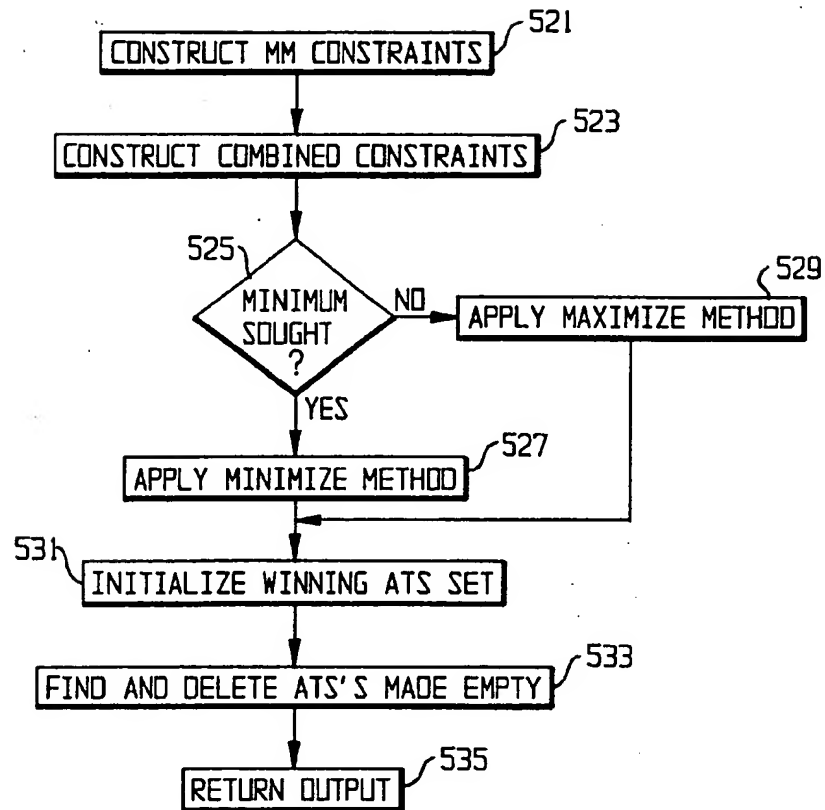 521
CONSTRUCT MM CONSTRAINTS
523
CONSTRUCT COMBINED CONSTRAINTS
525
MINIMUM
SOUGHT
?
NO
529
APPLY MAXIMIZE METHOD
YES
527
APPLY MINIMIZE METHOD
531
INITIALIZE WINNING ATS SET
533
FIND AND DELETE ATS'S MADE EMPTY
535
RETURN OUTPUT